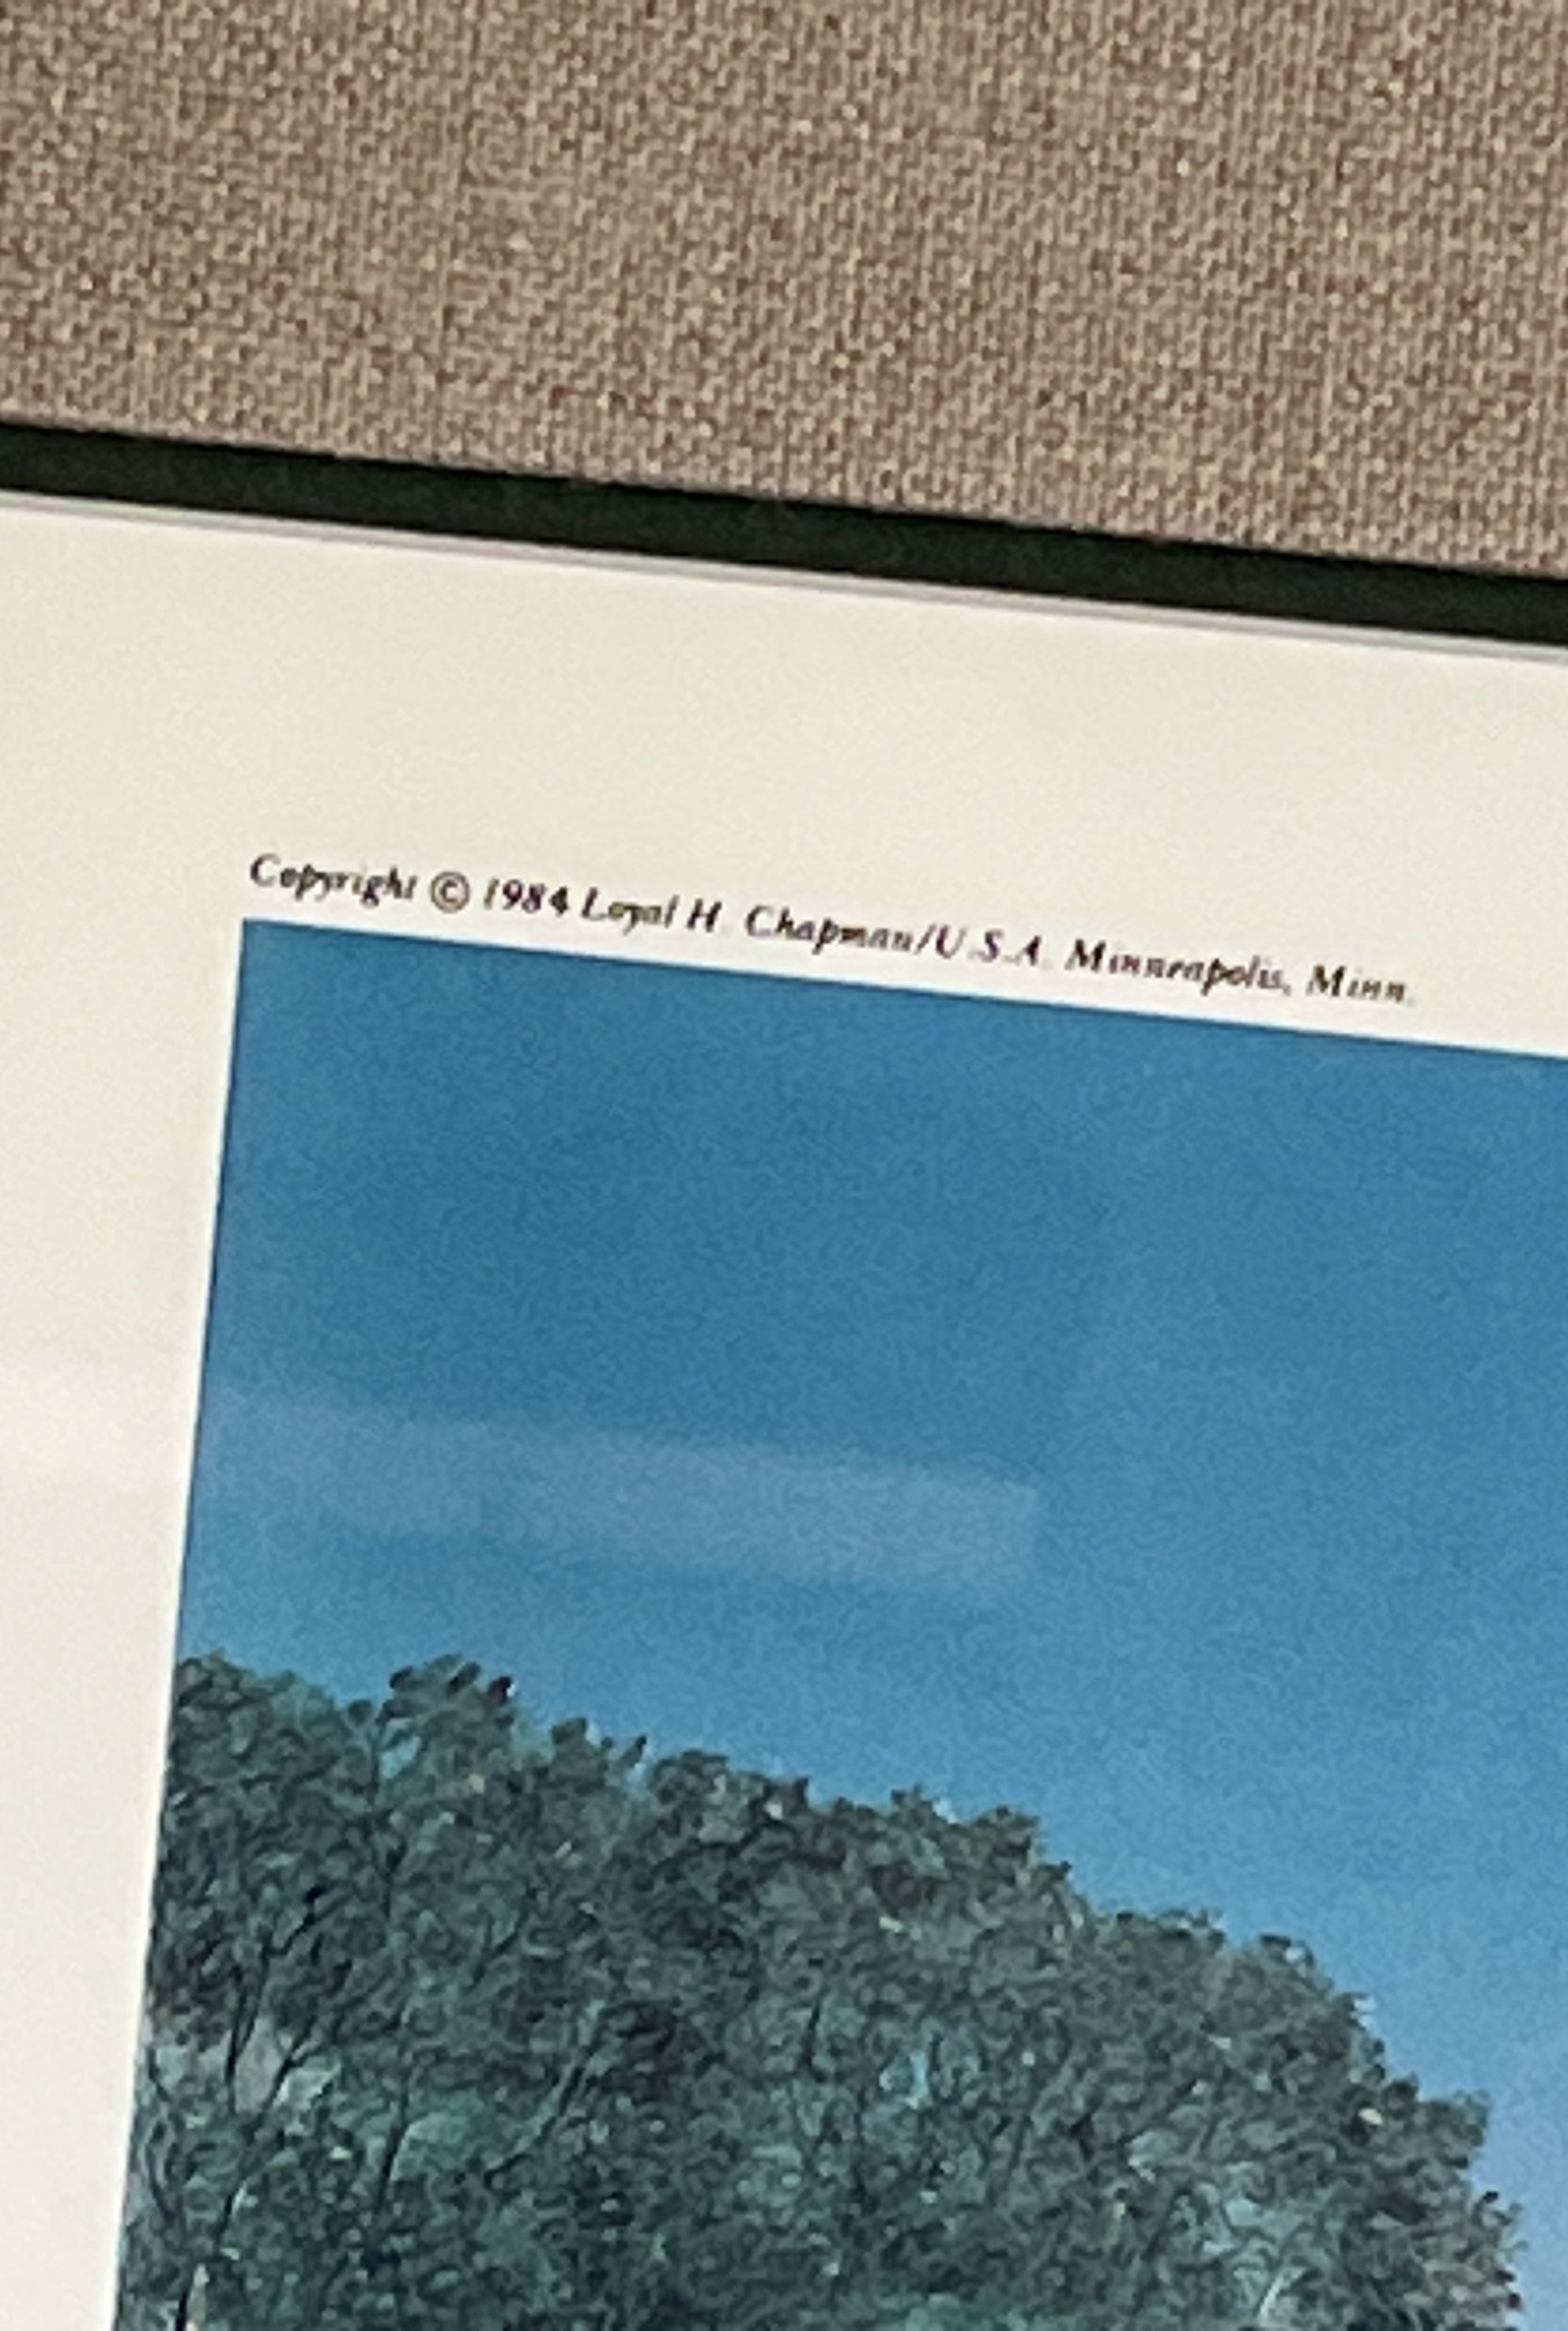 Copyright © 1984 Loyal H. Chapman/U.S.A. Minneapolis, Minn.